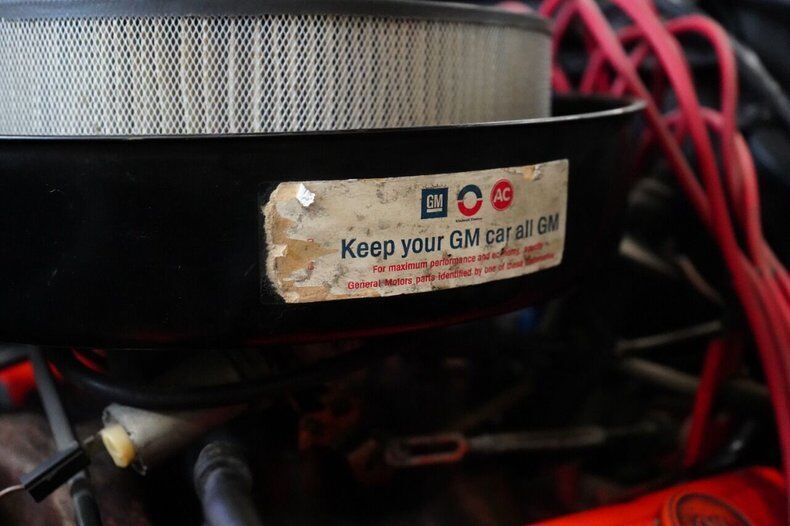 GM AC
Keep your GM car all GM
For maximum performance and economy, specify
General Motors parts identified by one of these